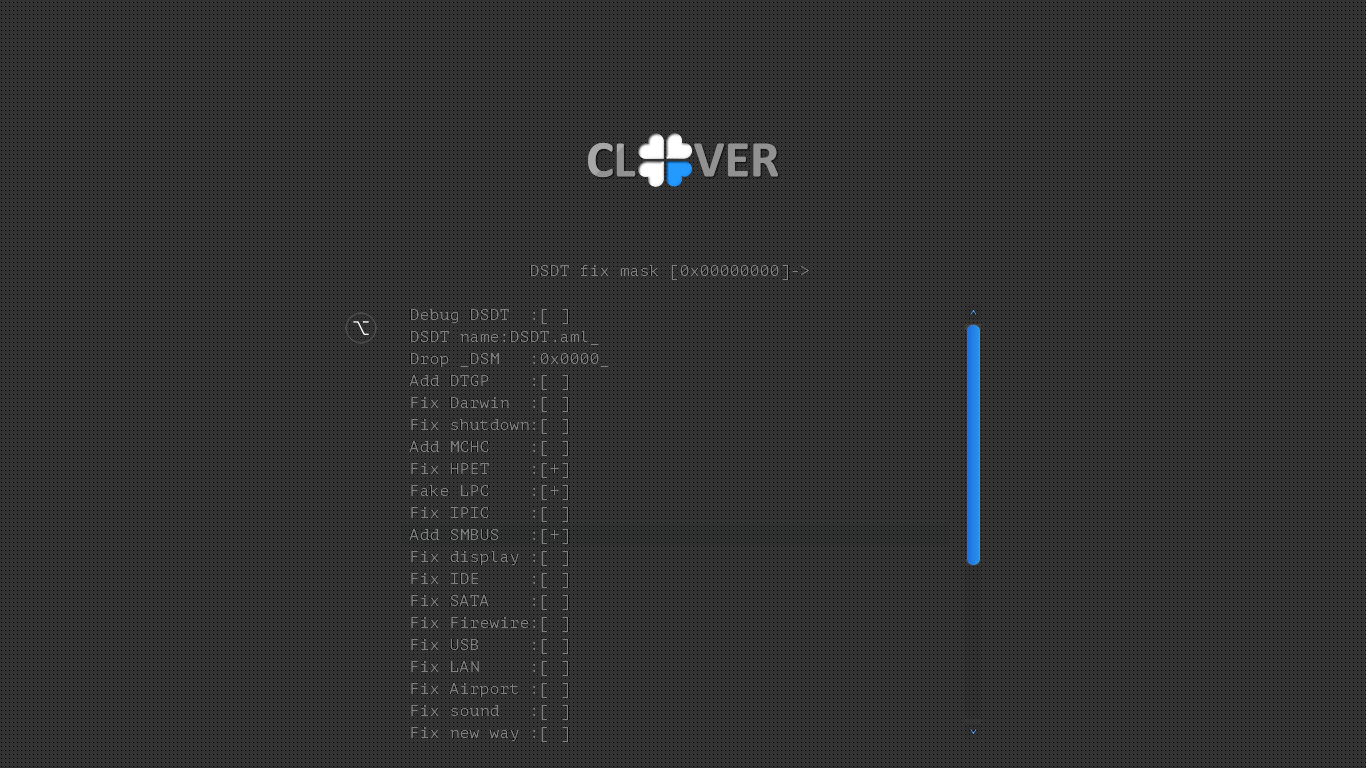 CLOVER
DSDT fix mask [0x00000000]->
Debug DSDT  :[ ]
DSDT name:DSDT.aml_
Drop _DSM   :0x0000_
Add DTGP    :[ ]
Fix Darwin  :[ ]
Fix shutdown:[ ]
Add MCHC    :[ ]
Fix HPET    :[+]
Fake LPC    :[+]
Fix IPIC    :[ ]
Add SMBUS   :[+]
Fix display :[ ]
Fix IDE     :[ ]
Fix SATA    :[ ]
Fix Firewire:[ ]
Fix USB     :[ ]
Fix LAN     :[ ]
Fix Airport :[ ]
Fix sound   :[ ]
Fix new way :[ ]